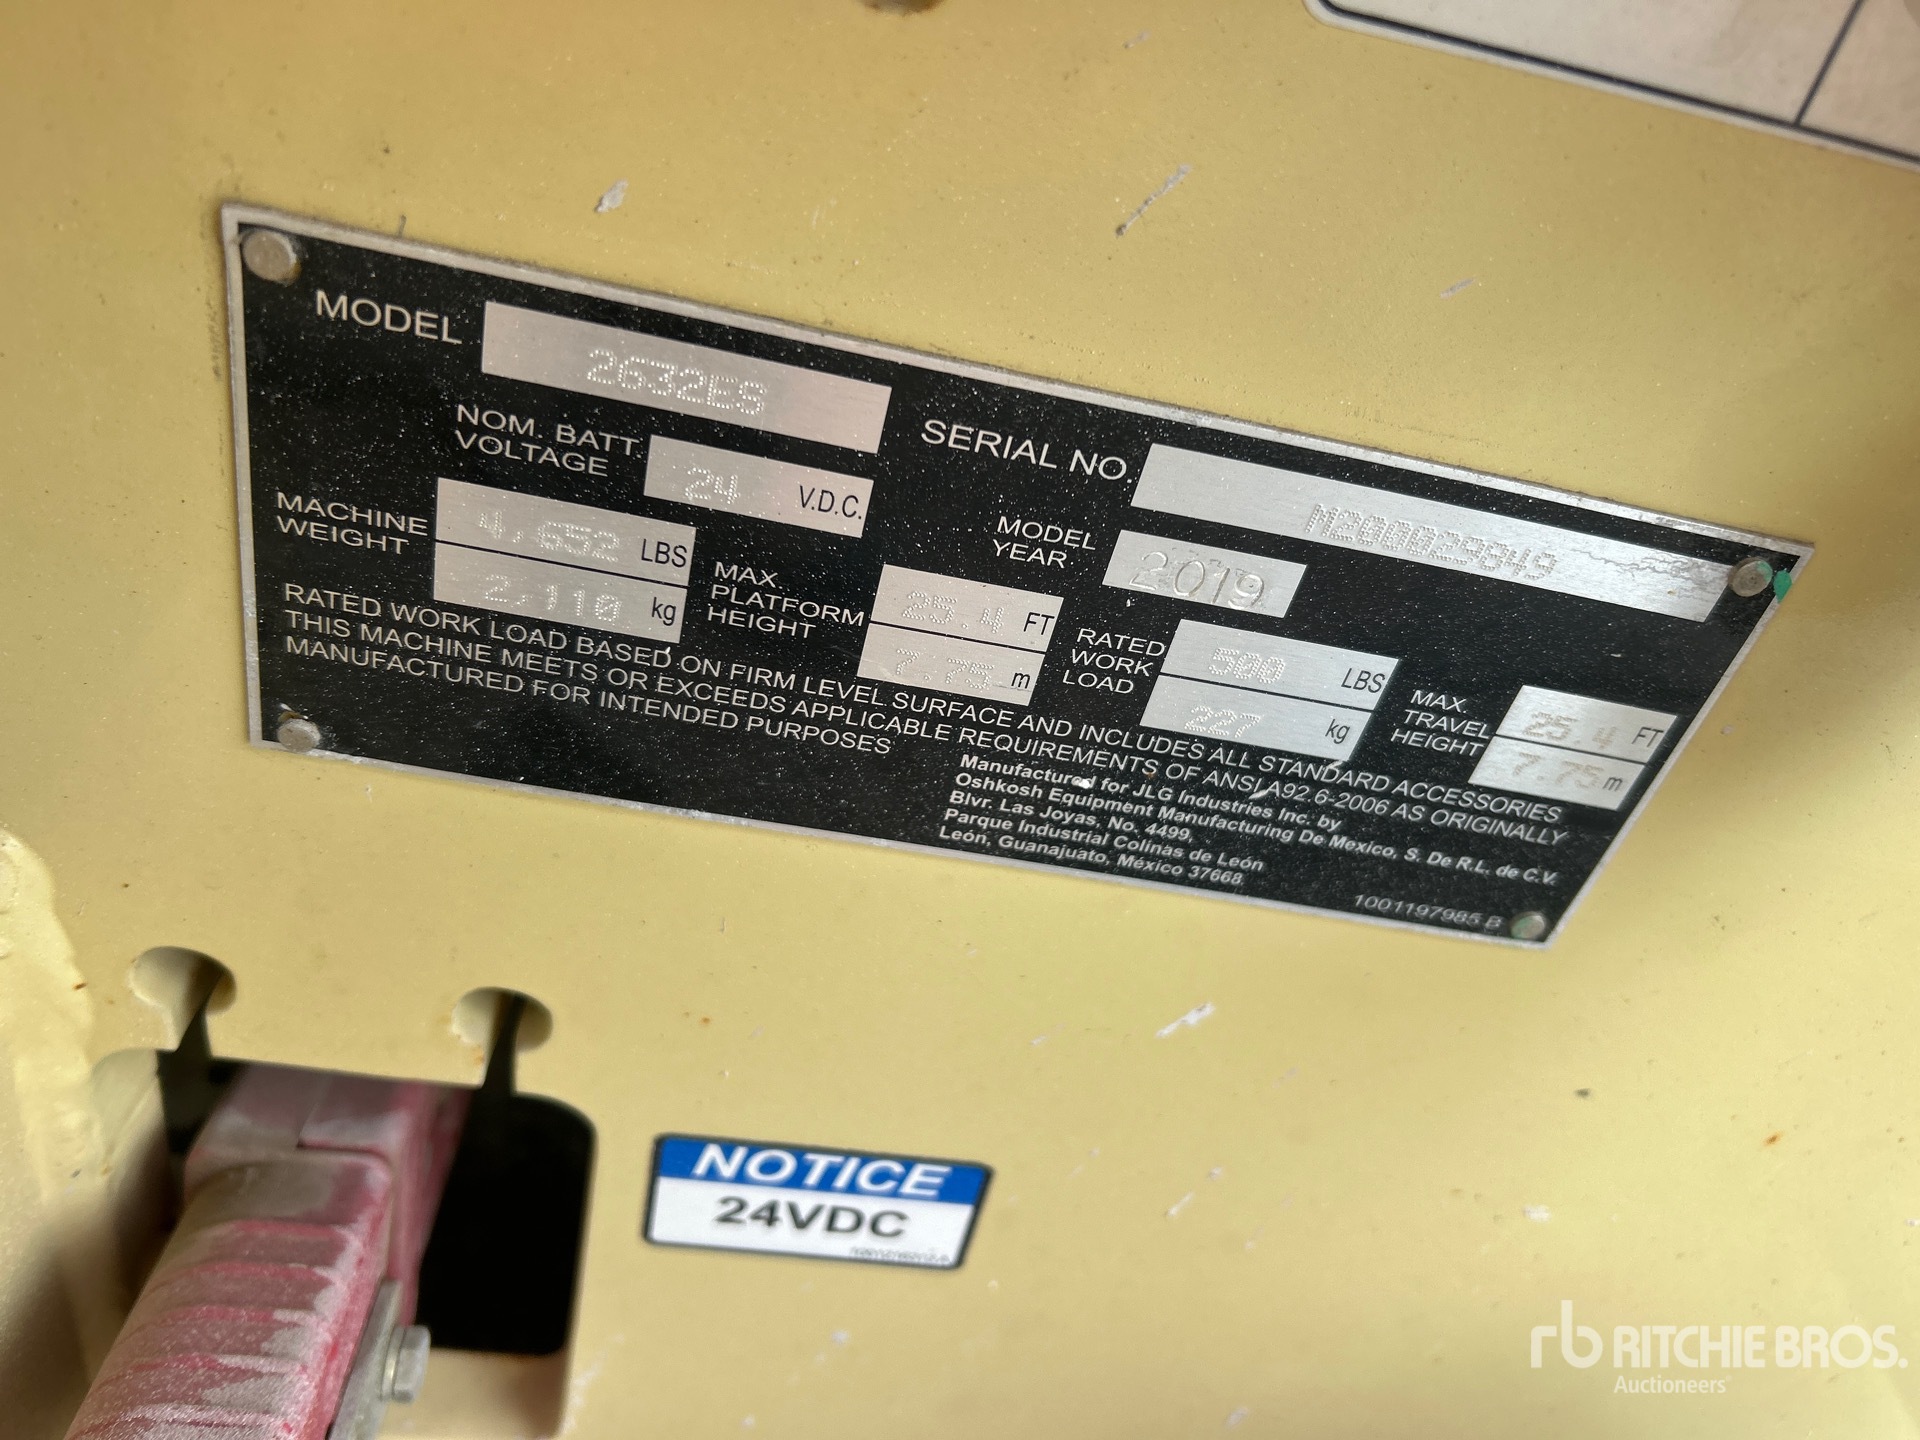 MODEL 2632ES
SERIAL NO. M200029849
NOM. BATT. VOLTAGE 24 V.D.C.
MODEL YEAR 2019
MACHINE WEIGHT 4,652 LBS
2,110 kg
MAX. PLATFORM HEIGHT 25.4 FT
7.75 m
RATED WORK LOAD 500 LBS
227 kg
MAX. TRAVEL HEIGHT 25.4 FT
7.75 m
RATED WORK LOAD BASED ON FIRM LEVEL SURFACE AND INCLUDES ALL STANDARD ACCESSORIES
THIS MACHINE MEETS OR EXCEEDS APPLICABLE REQUIREMENTS OF ANSI A92.6-2006 AS ORIGINALLY
MANUFACTURED FOR INTENDED PURPOSES
Manufactured for JLG Industries Inc. by
Oshkosh Equipment Manufacturing De Mexico, S. De R.L. de C.V.
Blvr. Las Joyas, No. 4499,
Parque Industrial Colinas de León
León, Guanajuato, México 37668
1001197985-B
NOTICE
24VDC
rb RITCHIE BROS.
Auctioneers